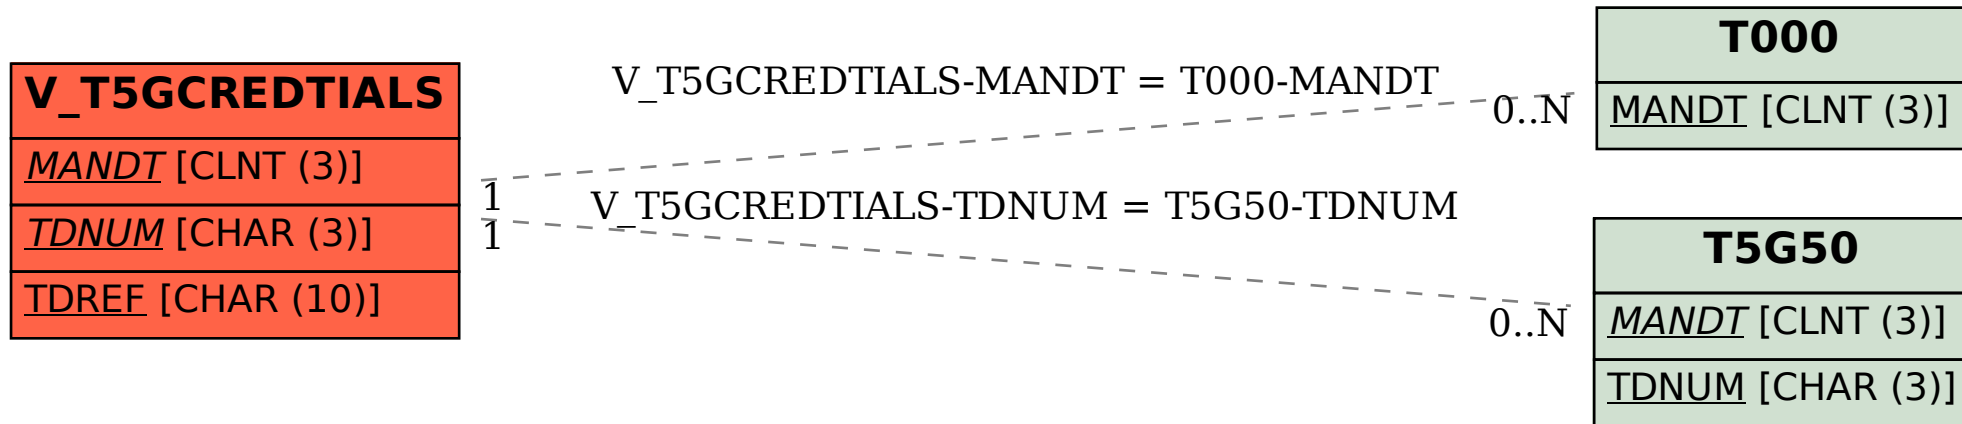 V_T5GCREDTIALS
MANDT [CLNT (3)]
TDNUM [CHAR (3)]
TDREF [CHAR (10)]
V_T5GCREDTIALS-MANDT = T000-MANDT
0..N
1
V_T5GCREDTIALS-TDNUM = T5G50-TDNUM
1
0..N
T000
MANDT [CLNT (3)]
T5G50
MANDT [CLNT (3)]
TDNUM [CHAR (3)]